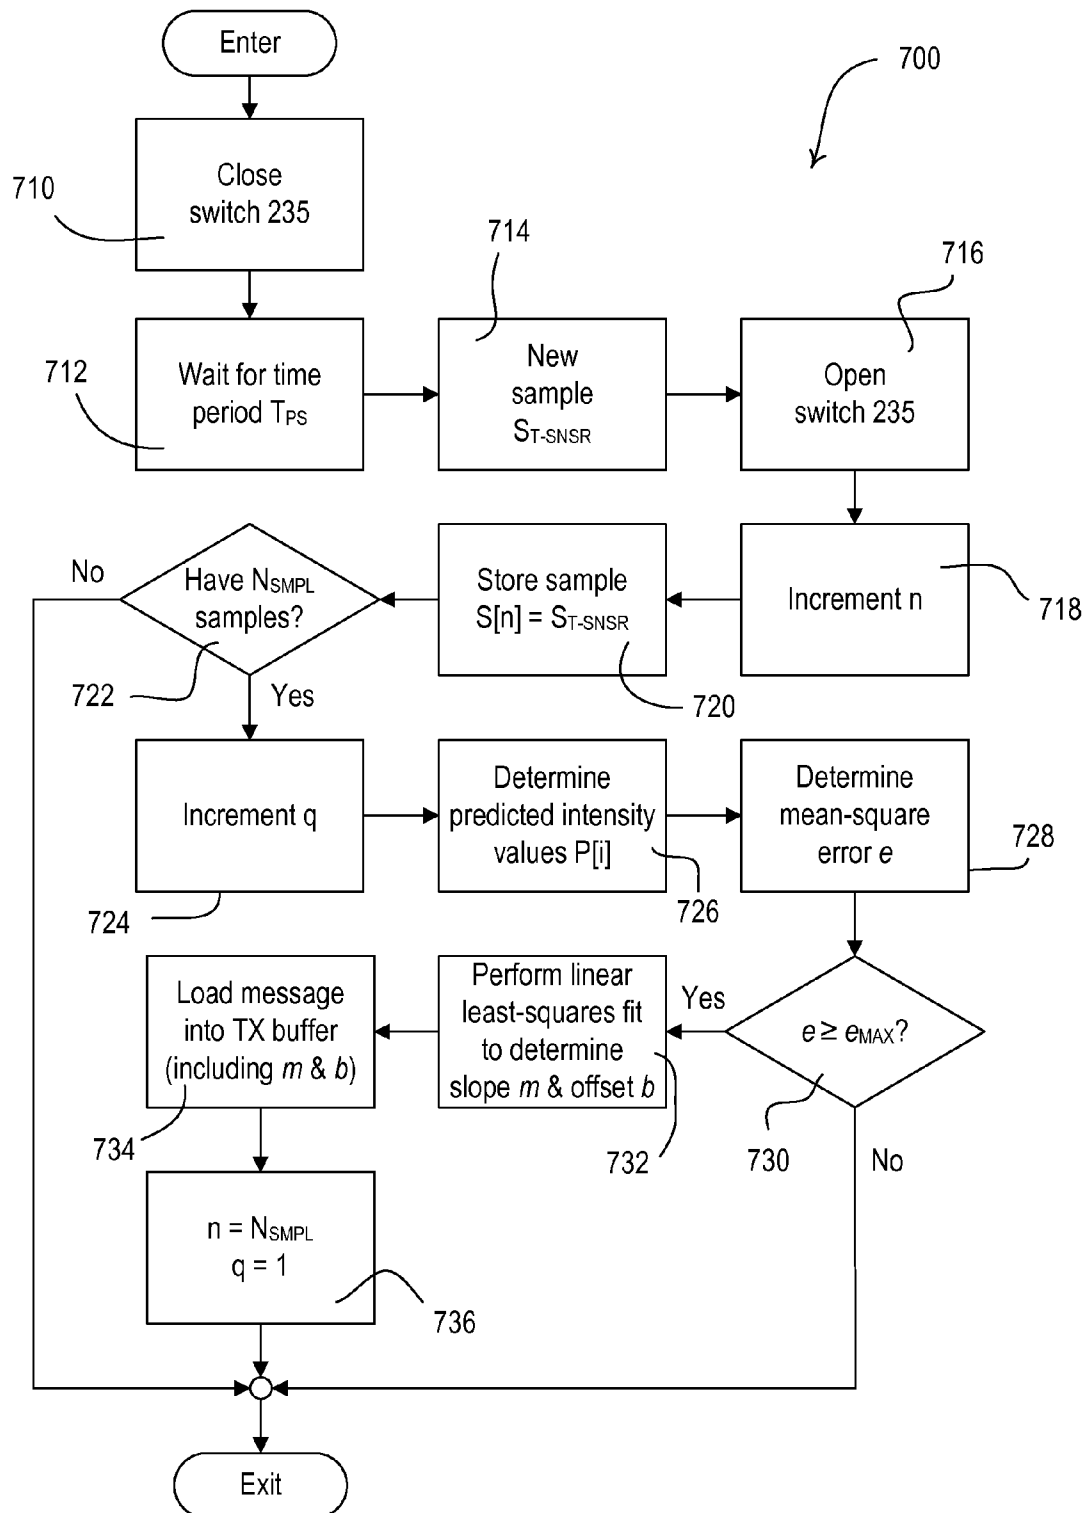 Enter
700
Close
switch 235
710
714
716
Wait for time
period TPS
712
New
sample
ST-SNSR
Open
switch 235
No
Have NSMPL
samples?
722
Yes
Store sample
S[n] = ST-SNSR
720
Increment n
718
Increment q
724
Determine
predicted intensity
values P[i]
726
Determine
mean-square
error e
728
Load message
into TX buffer
(including m & b)
734
Perform linear
least-squares fit
to determine
slope m & offset b
732
Yes
e ≥ eMAX?
730
No
n = NSMPL
q = 1
736
Exit